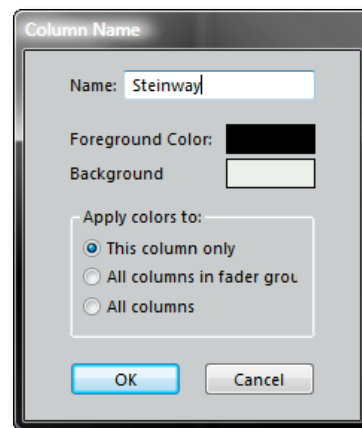 Column Name
Name: Steinway
Foreground Color:
Background
Apply colors to:
This column only
All columns in fader grou
All columns
OK Cancel